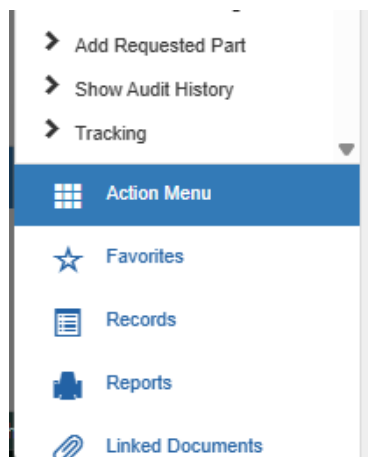 Add Requested Part
Show Audit History
Tracking
Action Menu
Favorites
Records
Reports
Linked Documents